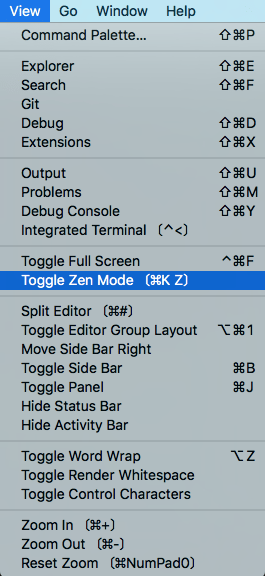 View Go Window Help
Command Palette... ⇧⌘P
Explorer ⇧⌘E
Search ⇧⌘F
Git
Debug ⇧⌘D
Extensions ⇧⌘X
Output ⇧⌘U
Problems ⇧⌘M
Debug Console ⇧⌘Y
Integrated Terminal (^<)
Toggle Full Screen ^⌘F
Toggle Zen Mode (⌘K Z)
Split Editor (⌘#)
Toggle Editor Group Layout ⌥⌘1
Move Side Bar Right
Toggle Side Bar ⌘B
Toggle Panel ⌘J
Hide Status Bar
Hide Activity Bar
Toggle Word Wrap ⌥Z
Toggle Render Whitespace
Toggle Control Characters
Zoom In (⌘+)
Zoom Out (⌘-)
Reset Zoom (⌘NumPad0)